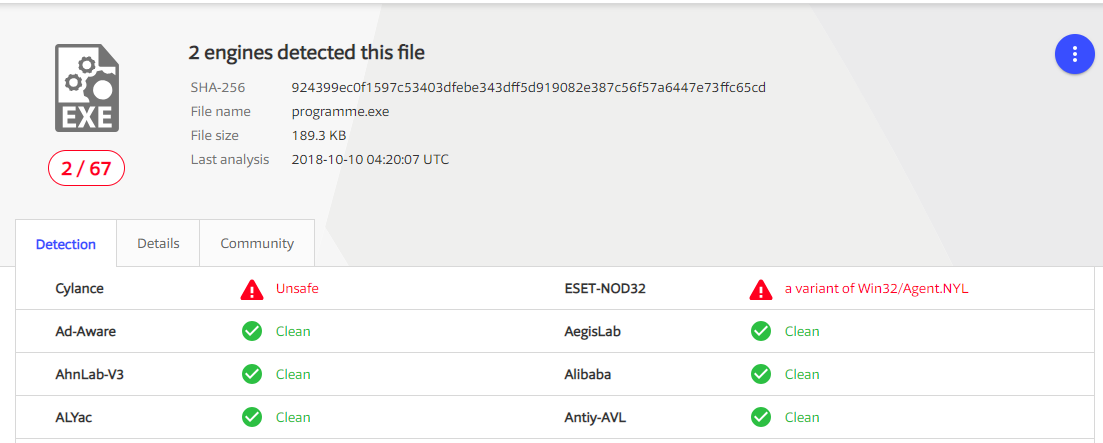 2 engines detected this file
SHA-256 924399ec0f1597c53403dfebe343dff5d919082e387c56f57a6447e73ffc65cd
File name programme.exe
File size 189.3 KB
Last analysis 2018-10-10 04:20:07 UTC
EXE
2 / 67
Detection Details Community
Cylance Unsafe ESET-NOD32 a variant of Win32/Agent.NYL
Ad-Aware Clean AegisLab Clean
AhnLab-V3 Clean Alibaba Clean
ALYac Clean Antiy-AVL Clean